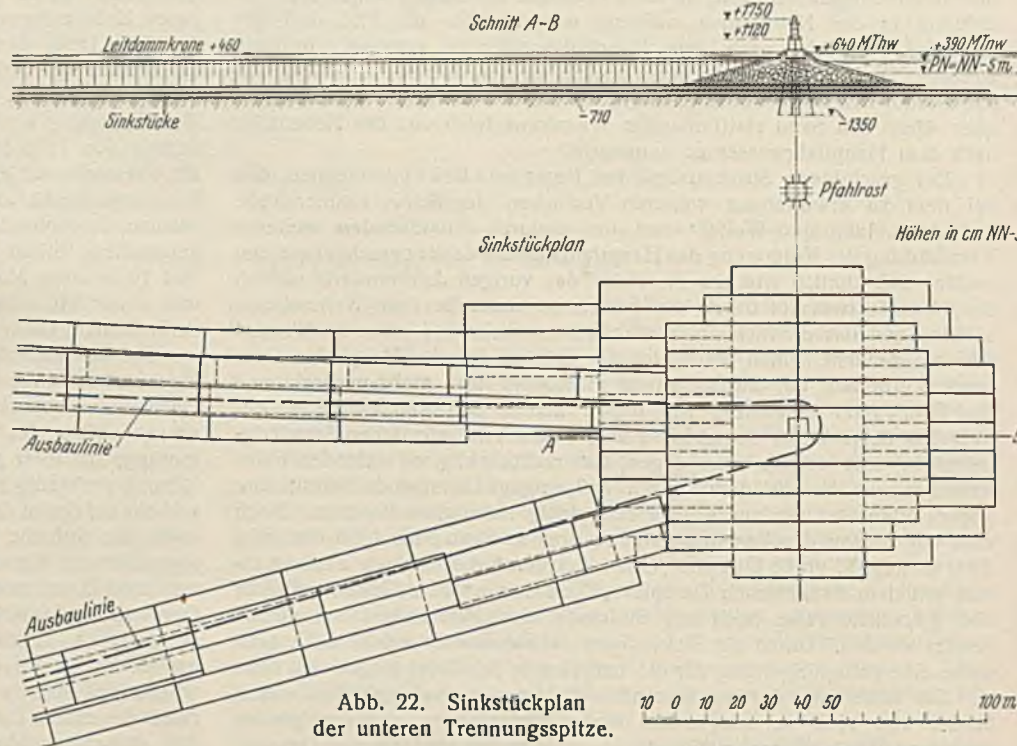 Schnitt A-B
+1750
+1120
Leitdammkrone +460
+640 MThw
+390 MTnw
PN=NN-5m
Sinkstücke
-710
-1350
Pfahlrost
Sinkstückplan
Höhen in cm NN-5
Ausbaulinie
A
Ausbaulinie
Abb. 22. Sinkstückplan
der unteren Trennungsspitze.
10 0 10 20 30 40 50 100 m